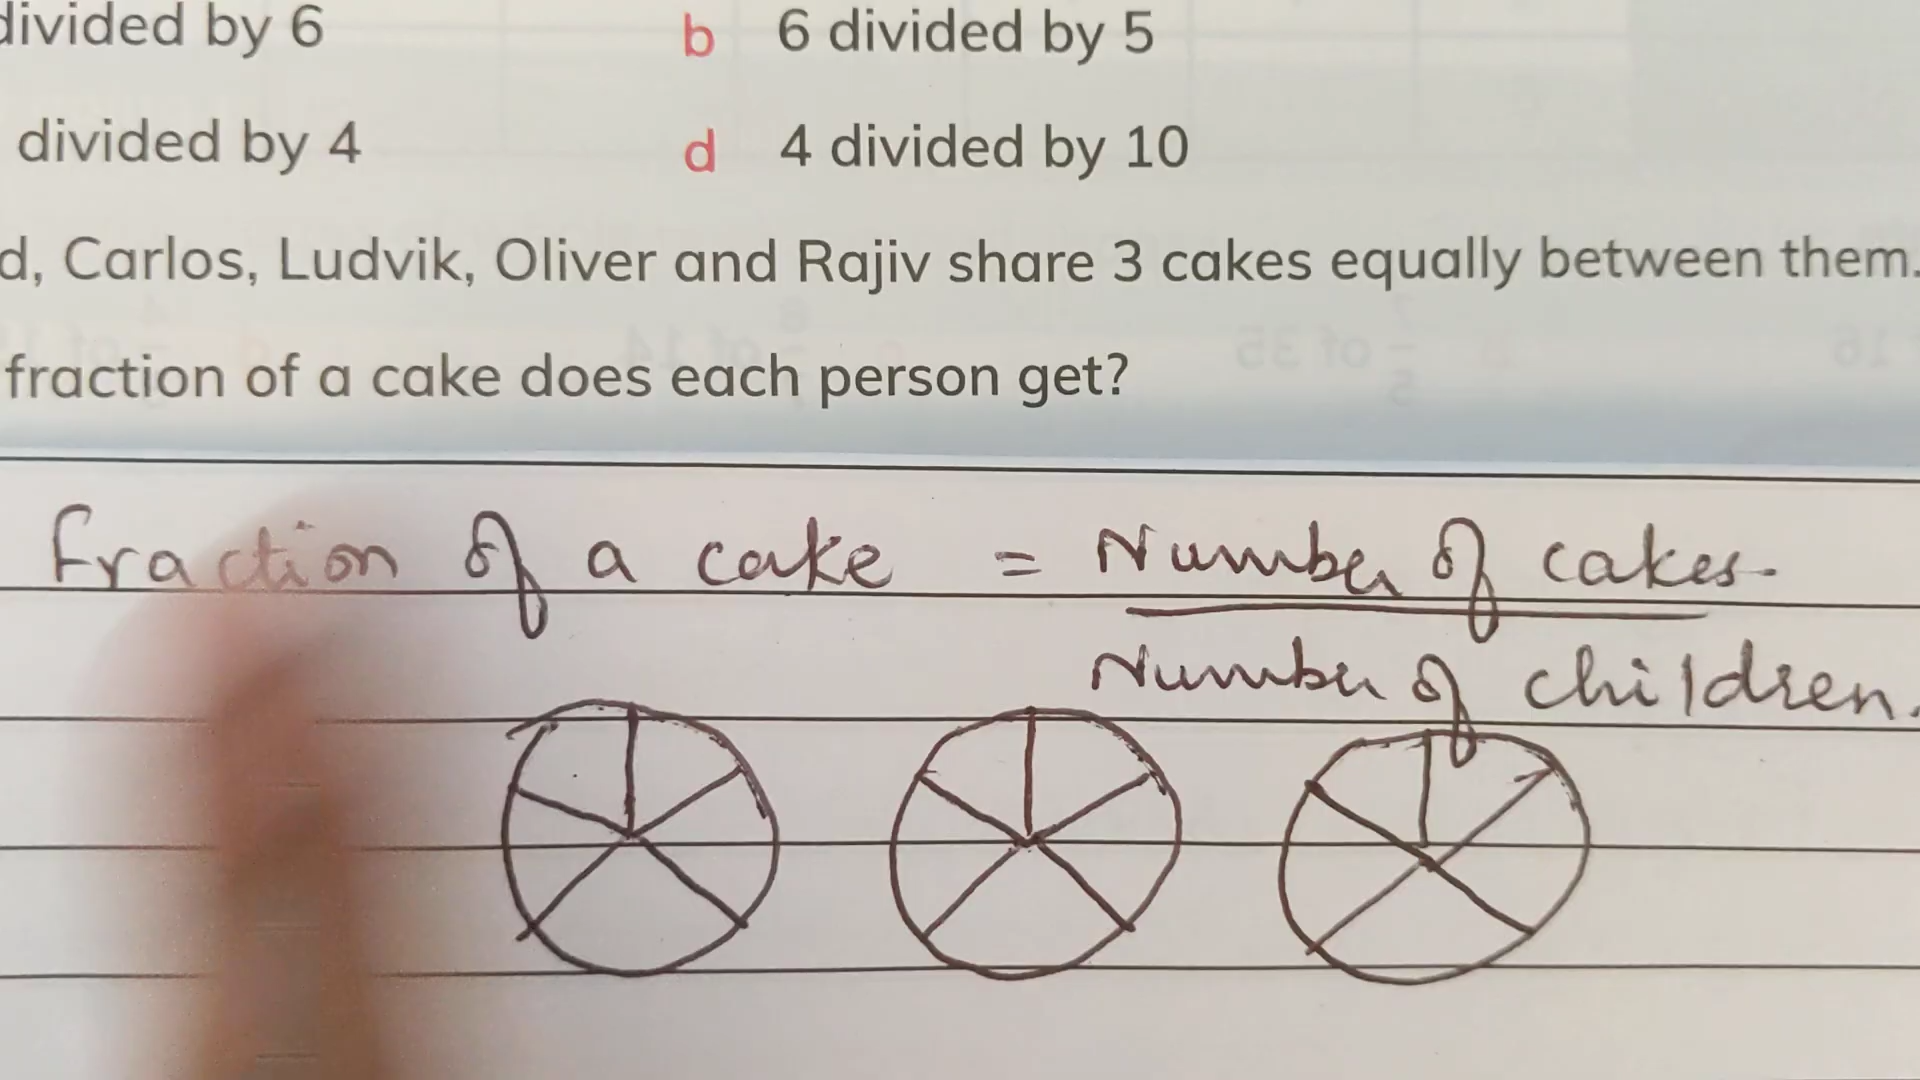 divided by 6 b 6 divided by 5
divided by 4 d 4 divided by 10
d, Carlos, Ludvik, Oliver and Rajiv share 3 cakes equally between them.
fraction of a cake does each person get?
Fraction of a cake = Number of cakes
Number of children.